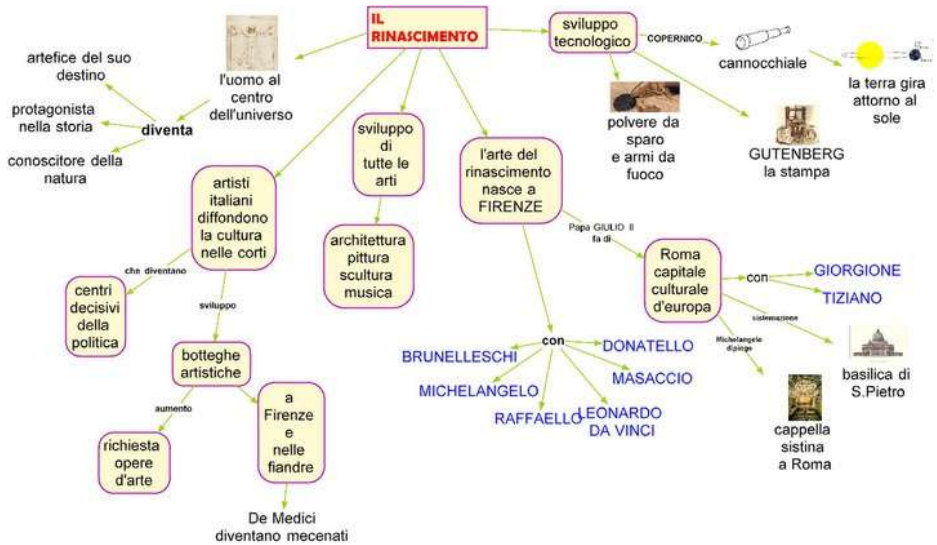 IL
RINASCIMENTO
l'uomo al
centro
dell'universo
diventa
artefice del suo
destino
protagonista
nella storia
conoscitore della
natura
artisti
italiani
diffondono
la cultura
nelle corti
che diventano
centri
decisivi
della
politica
sviluppo
botteghe
artistiche
aumento
richiesta
opere
d'arte
a
Firenze
e
nelle
fiandre
De Medici
diventano mecenati
sviluppo
di
tutte le
arti
architettura
pittura
scultura
musica
l'arte del
rinascimento
nasce a
FIRENZE
con
BRUNELLESCHI
MICHELANGELO
RAFFAELLO
LEONARDO
DA VINCI
MASACCIO
DONATELLO
Papa GIULIO II
fa di
Roma
capitale
culturale
d'europa
con
GIORGIONE
TIZIANO
sistemazione
basilica di
S.Pietro
Michelangelo
dipinge
cappella
sistina
a Roma
sviluppo
tecnologico
COPERNICO
cannocchiale
la terra gira
attorno al
sole
polvere da
sparo
e armi da
fuoco
GUTENBERG
la stampa